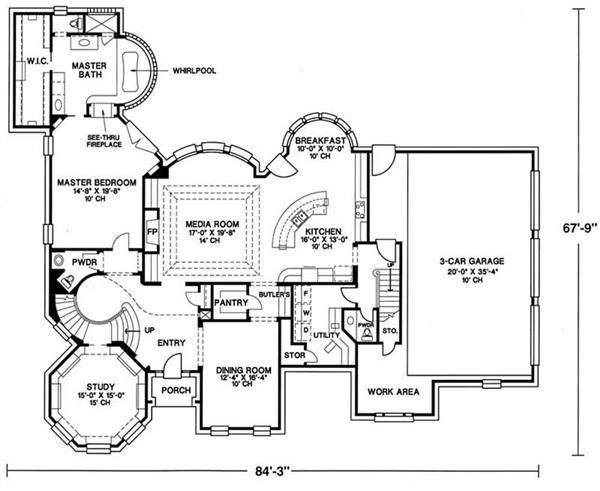 W.I.C.
MASTER
BATH
WHIRLPOOL
SEE-THRU
FIREPLACE
BREAKFAST
10'-0" X 10'-0"
10' CH
MASTER BEDROOM
14'-8" X 19'-8"
10' CH
FP
MEDIA ROOM
17'-0" X 19'-8"
14' CH
KITCHEN
16'-0" X 13'-0"
10' CH
67'-9"
3-CAR GARAGE
20'-0" X 35'-4"
10' CH
PWDR
UP
PANTRY
BUTLER'S
F
W
D
UTILITY
PWDR
STO.
UP
ENTRY
STOR
STUDY
15'-0" X 15'-0"
15' CH
PORCH
DINING ROOM
12'-4" X 16'-4"
10' CH
WORK AREA
84'-3"